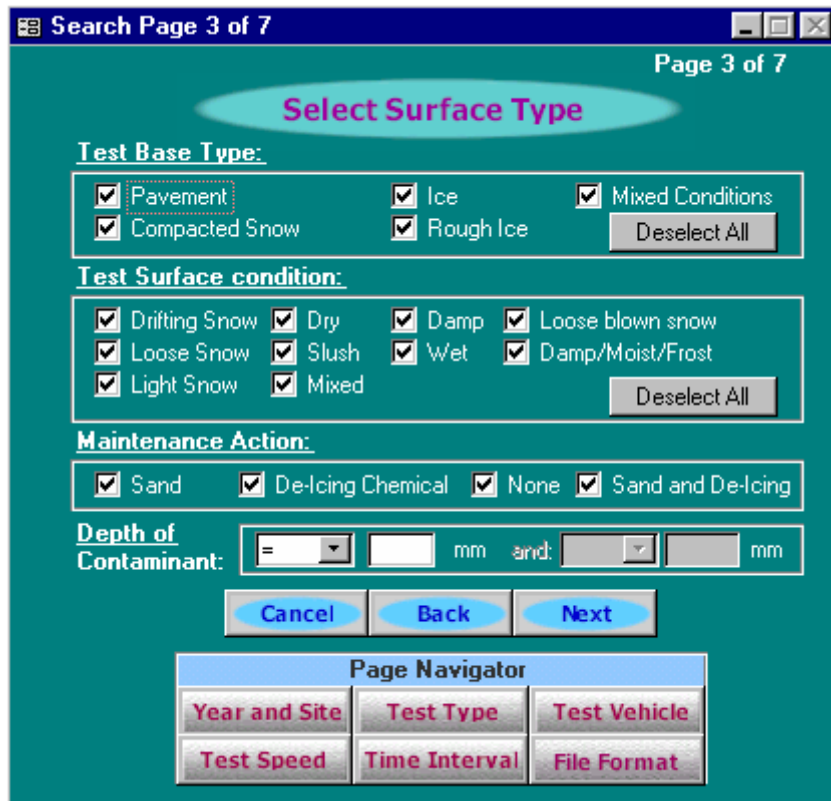 Search Page 3 of 7
Page 3 of 7
Select Surface Type
Test Base Type:
Pavement Ice Mixed Conditions
Compacted Snow Rough Ice Deselect All
Test Surface condition:
Drifting Snow Dry Damp Loose blown snow
Loose Snow Slush Wet Damp/Moist/Frost
Light Snow Mixed Deselect All
Maintenance Action:
Sand De-Icing Chemical None Sand and De-Icing
Depth of
Contaminant: = mm and: mm
Cancel Back Next
Page Navigator
Year and Site Test Type Test Vehicle
Test Speed Time Interval File Format